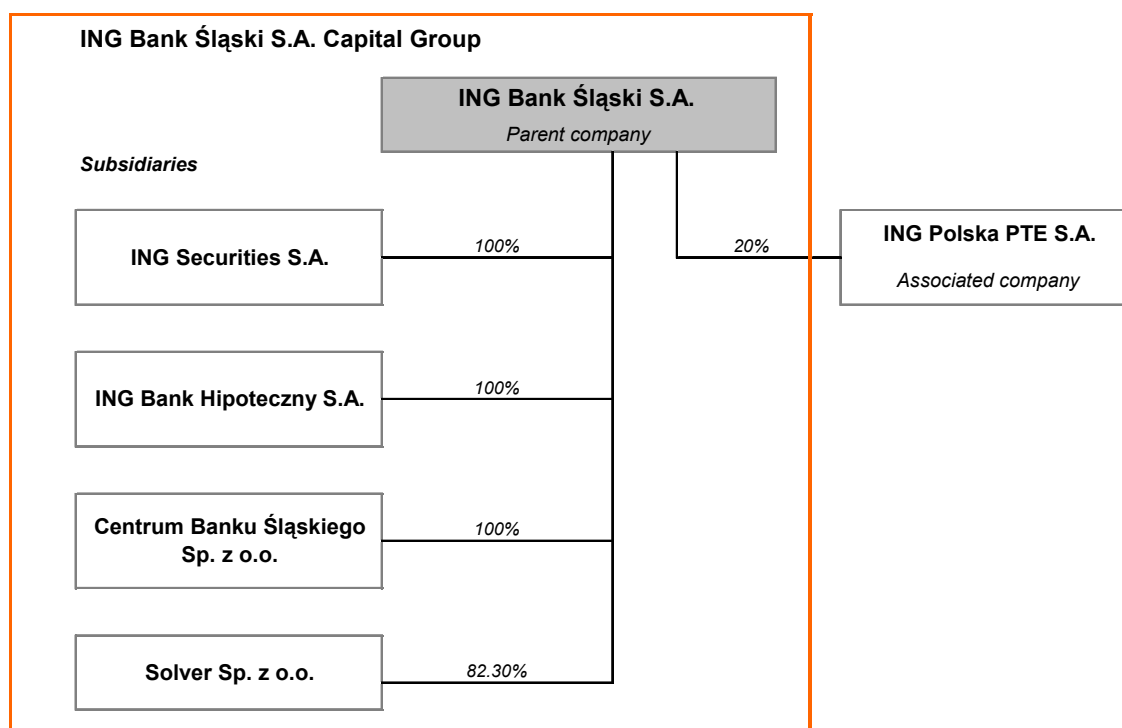 ING Bank Śląski S.A. Capital Group
ING Bank Śląski S.A.
Parent company
Subsidiaries
ING Securities S.A.
100%
20%
ING Polska PTE S.A.
Associated company
ING Bank Hipoteczny S.A.
100%
Centrum Banku Śląskiego
Sp. z o.o.
100%
Solver Sp. z o.o.
82.30%